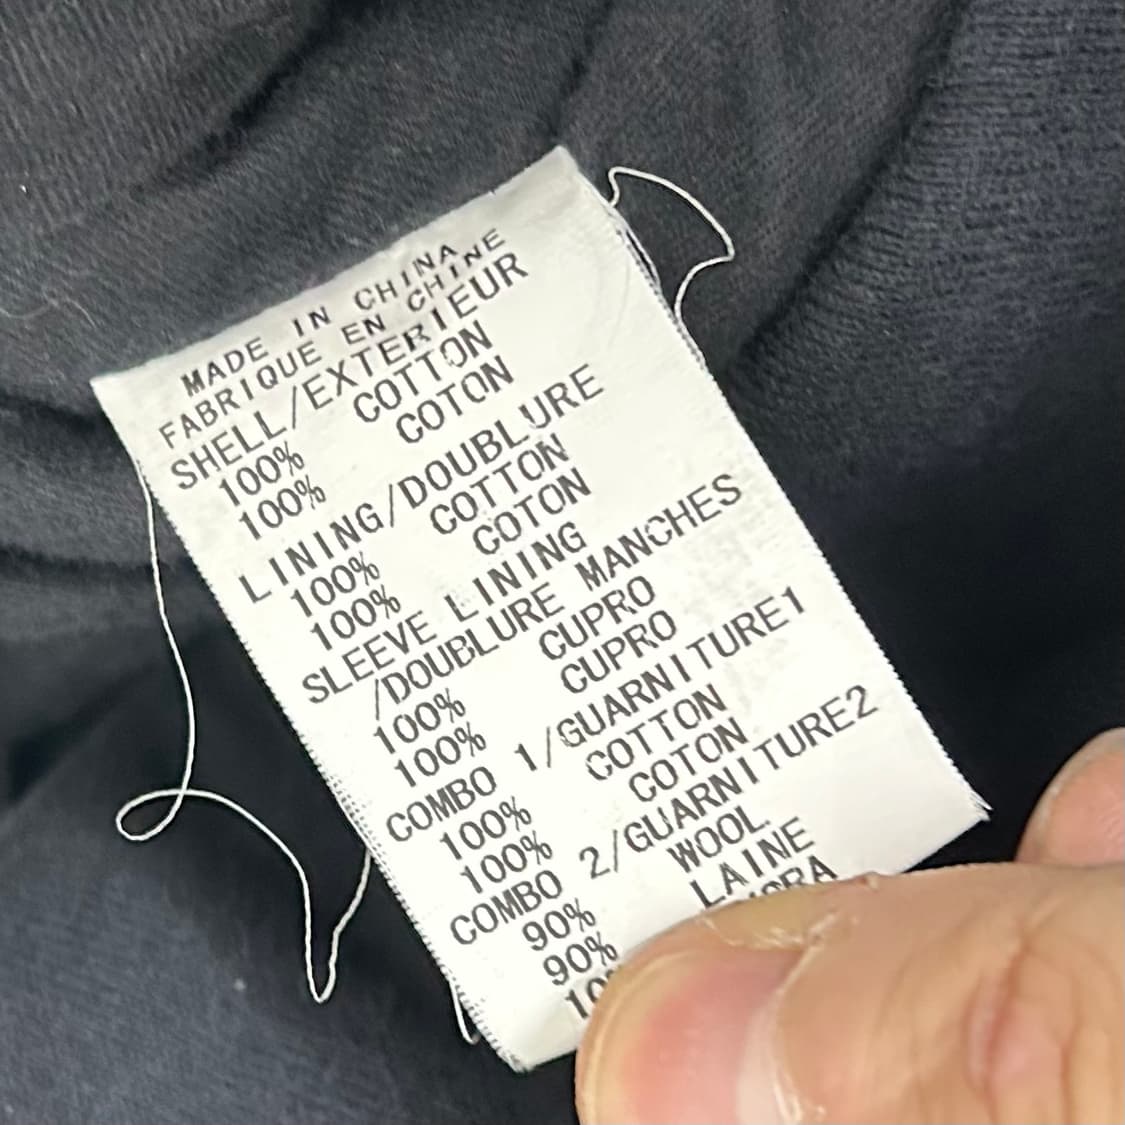 MADE IN CHINA
FABRIQUE EN CHINE
SHELL/EXTERIEUR
100% COTTON
100% COTON
LINING/DOUBLURE
100% COTTON
100% COTON
SLEEVE LINING
/DOUBLURE MANCHES
100% CUPRO
100% CUPRO
COMBO 1/GUARNITURE1
100% COTTON
100% COTON
COMBO 2/GUARNITURE2
90% WOOL
90% LAINE